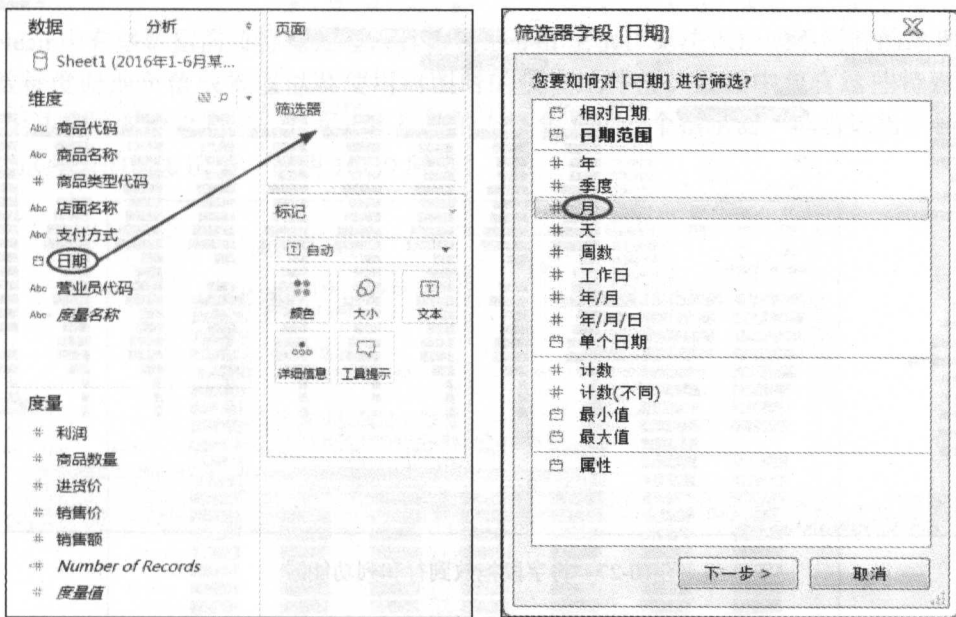 数据
分析
Sheet1 (2016年1-6月某...
维度
Abc 商品代码
Abc 商品名称
# 商品类型代码
Abc 店面名称
Abc 支付方式
日期
Abc 营业员代码
Abc 度量名称
度量
# 利润
# 商品数量
# 进货价
# 销售价
# 销售额
# Number of Records
# 度量值
页面
筛选器
标记
自动
颜色
大小
文本
详细信息
工具提示
筛选器字段 [日期]
您要如何对 [日期] 进行筛选?
相对日期
日期范围
# 年
# 季度
# 月
# 天
# 周数
# 工作日
# 年/月
# 年/月/日
单个日期
# 计数
# 计数(不同)
最小值
最大值
属性
下一步 >
取消